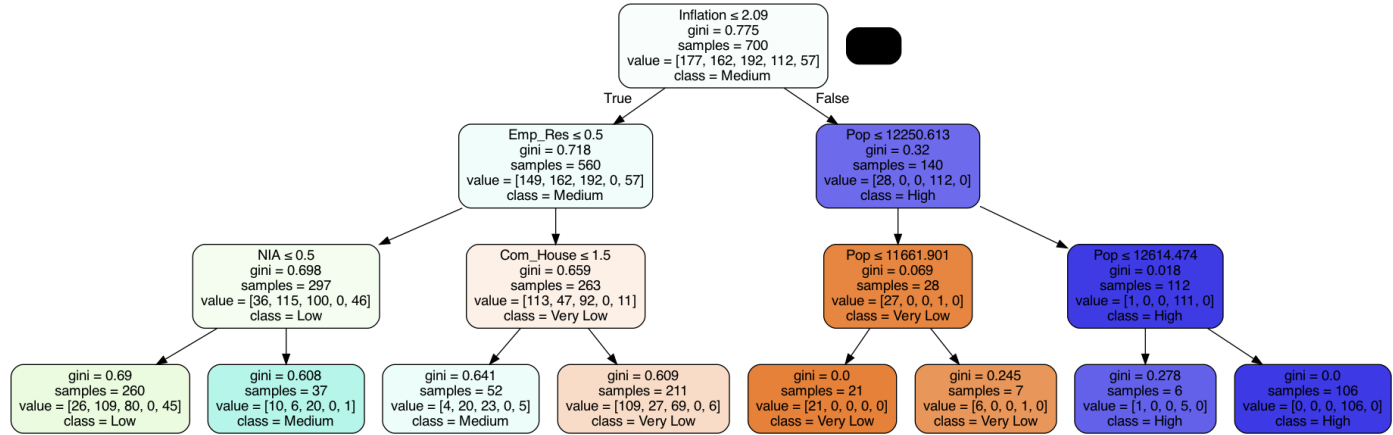 Inflation ≤ 2.09
gini = 0.775
samples = 700
value = [177, 162, 192, 112, 57]
class = Medium
True
False
Emp_Res ≤ 0.5
gini = 0.718
samples = 560
value = [149, 162, 192, 0, 57]
class = Medium
Pop ≤ 12250.613
gini = 0.32
samples = 140
value = [28, 0, 0, 112, 0]
class = High
NIA ≤ 0.5
gini = 0.698
samples = 297
value = [36, 115, 100, 0, 46]
class = Low
Com_House ≤ 1.5
gini = 0.659
samples = 263
value = [113, 47, 92, 0, 11]
class = Very Low
Pop ≤ 11661.901
gini = 0.069
samples = 28
value = [27, 0, 0, 1, 0]
class = Very Low
Pop ≤ 12614.474
gini = 0.018
samples = 112
value = [1, 0, 0, 111, 0]
class = High
gini = 0.69
samples = 260
value = [26, 109, 80, 0, 45]
class = Low
gini = 0.608
samples = 37
value = [10, 6, 20, 0, 1]
class = Medium
gini = 0.641
samples = 52
value = [4, 20, 23, 0, 5]
class = Medium
gini = 0.609
samples = 211
value = [109, 27, 69, 0, 6]
class = Very Low
gini = 0.0
samples = 21
value = [21, 0, 0, 0, 0]
class = Very Low
gini = 0.245
samples = 7
value = [6, 0, 0, 1, 0]
class = Very Low
gini = 0.278
samples = 6
value = [1, 0, 0, 5, 0]
class = High
gini = 0.0
samples = 106
value = [0, 0, 0, 106, 0]
class = High